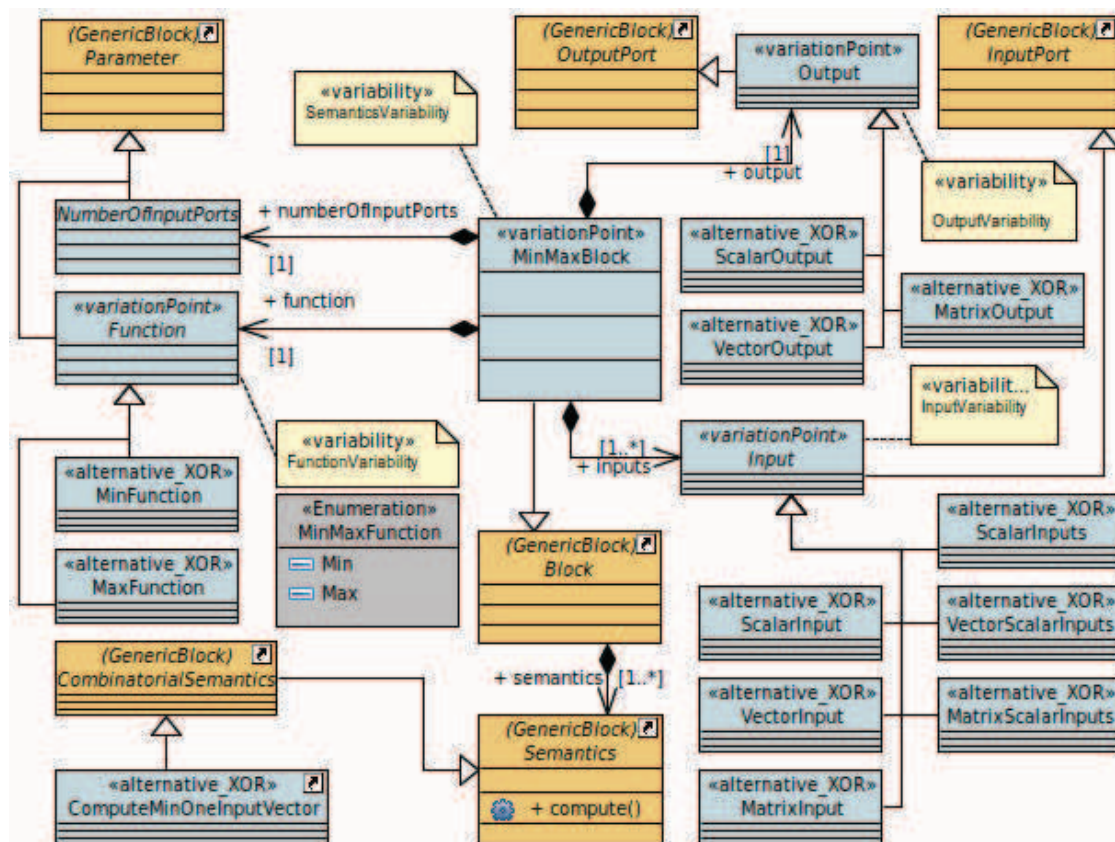 (GenericBlock)
Parameter
«variability»
SemanticsVariability
(GenericBlock)
OutputPort
«variationPoint»
Output
(GenericBlock)
InputPort
[1]
+ output
«variability»
OutputVariability
NumberOfInputPorts
+ numberOfInputPorts
[1]
«variationPoint»
MinMaxBlock
«alternative_XOR»
ScalarOutput
«alternative_XOR»
MatrixOutput
«variationPoint»
Function
+ function
[1]
«alternative_XOR»
VectorOutput
«variabilit...
InputVariability
«variability»
FunctionVariability
[1..*]
+ inputs
«variationPoint»
Input
«alternative_XOR»
MinFunction
«Enumeration»
MinMaxFunction
Min
Max
«alternative_XOR»
MaxFunction
(GenericBlock)
Block
«alternative_XOR»
ScalarInputs
«alternative_XOR»
ScalarInput
«alternative_XOR»
VectorScalarInputs
(GenericBlock)
CombinatorialSemantics
+ semantics
[1..*]
«alternative_XOR»
VectorInput
«alternative_XOR»
MatrixScalarInputs
(GenericBlock)
Semantics
+ compute()
«alternative_XOR»
ComputeMinOneInputVector
«alternative_XOR»
MatrixInput